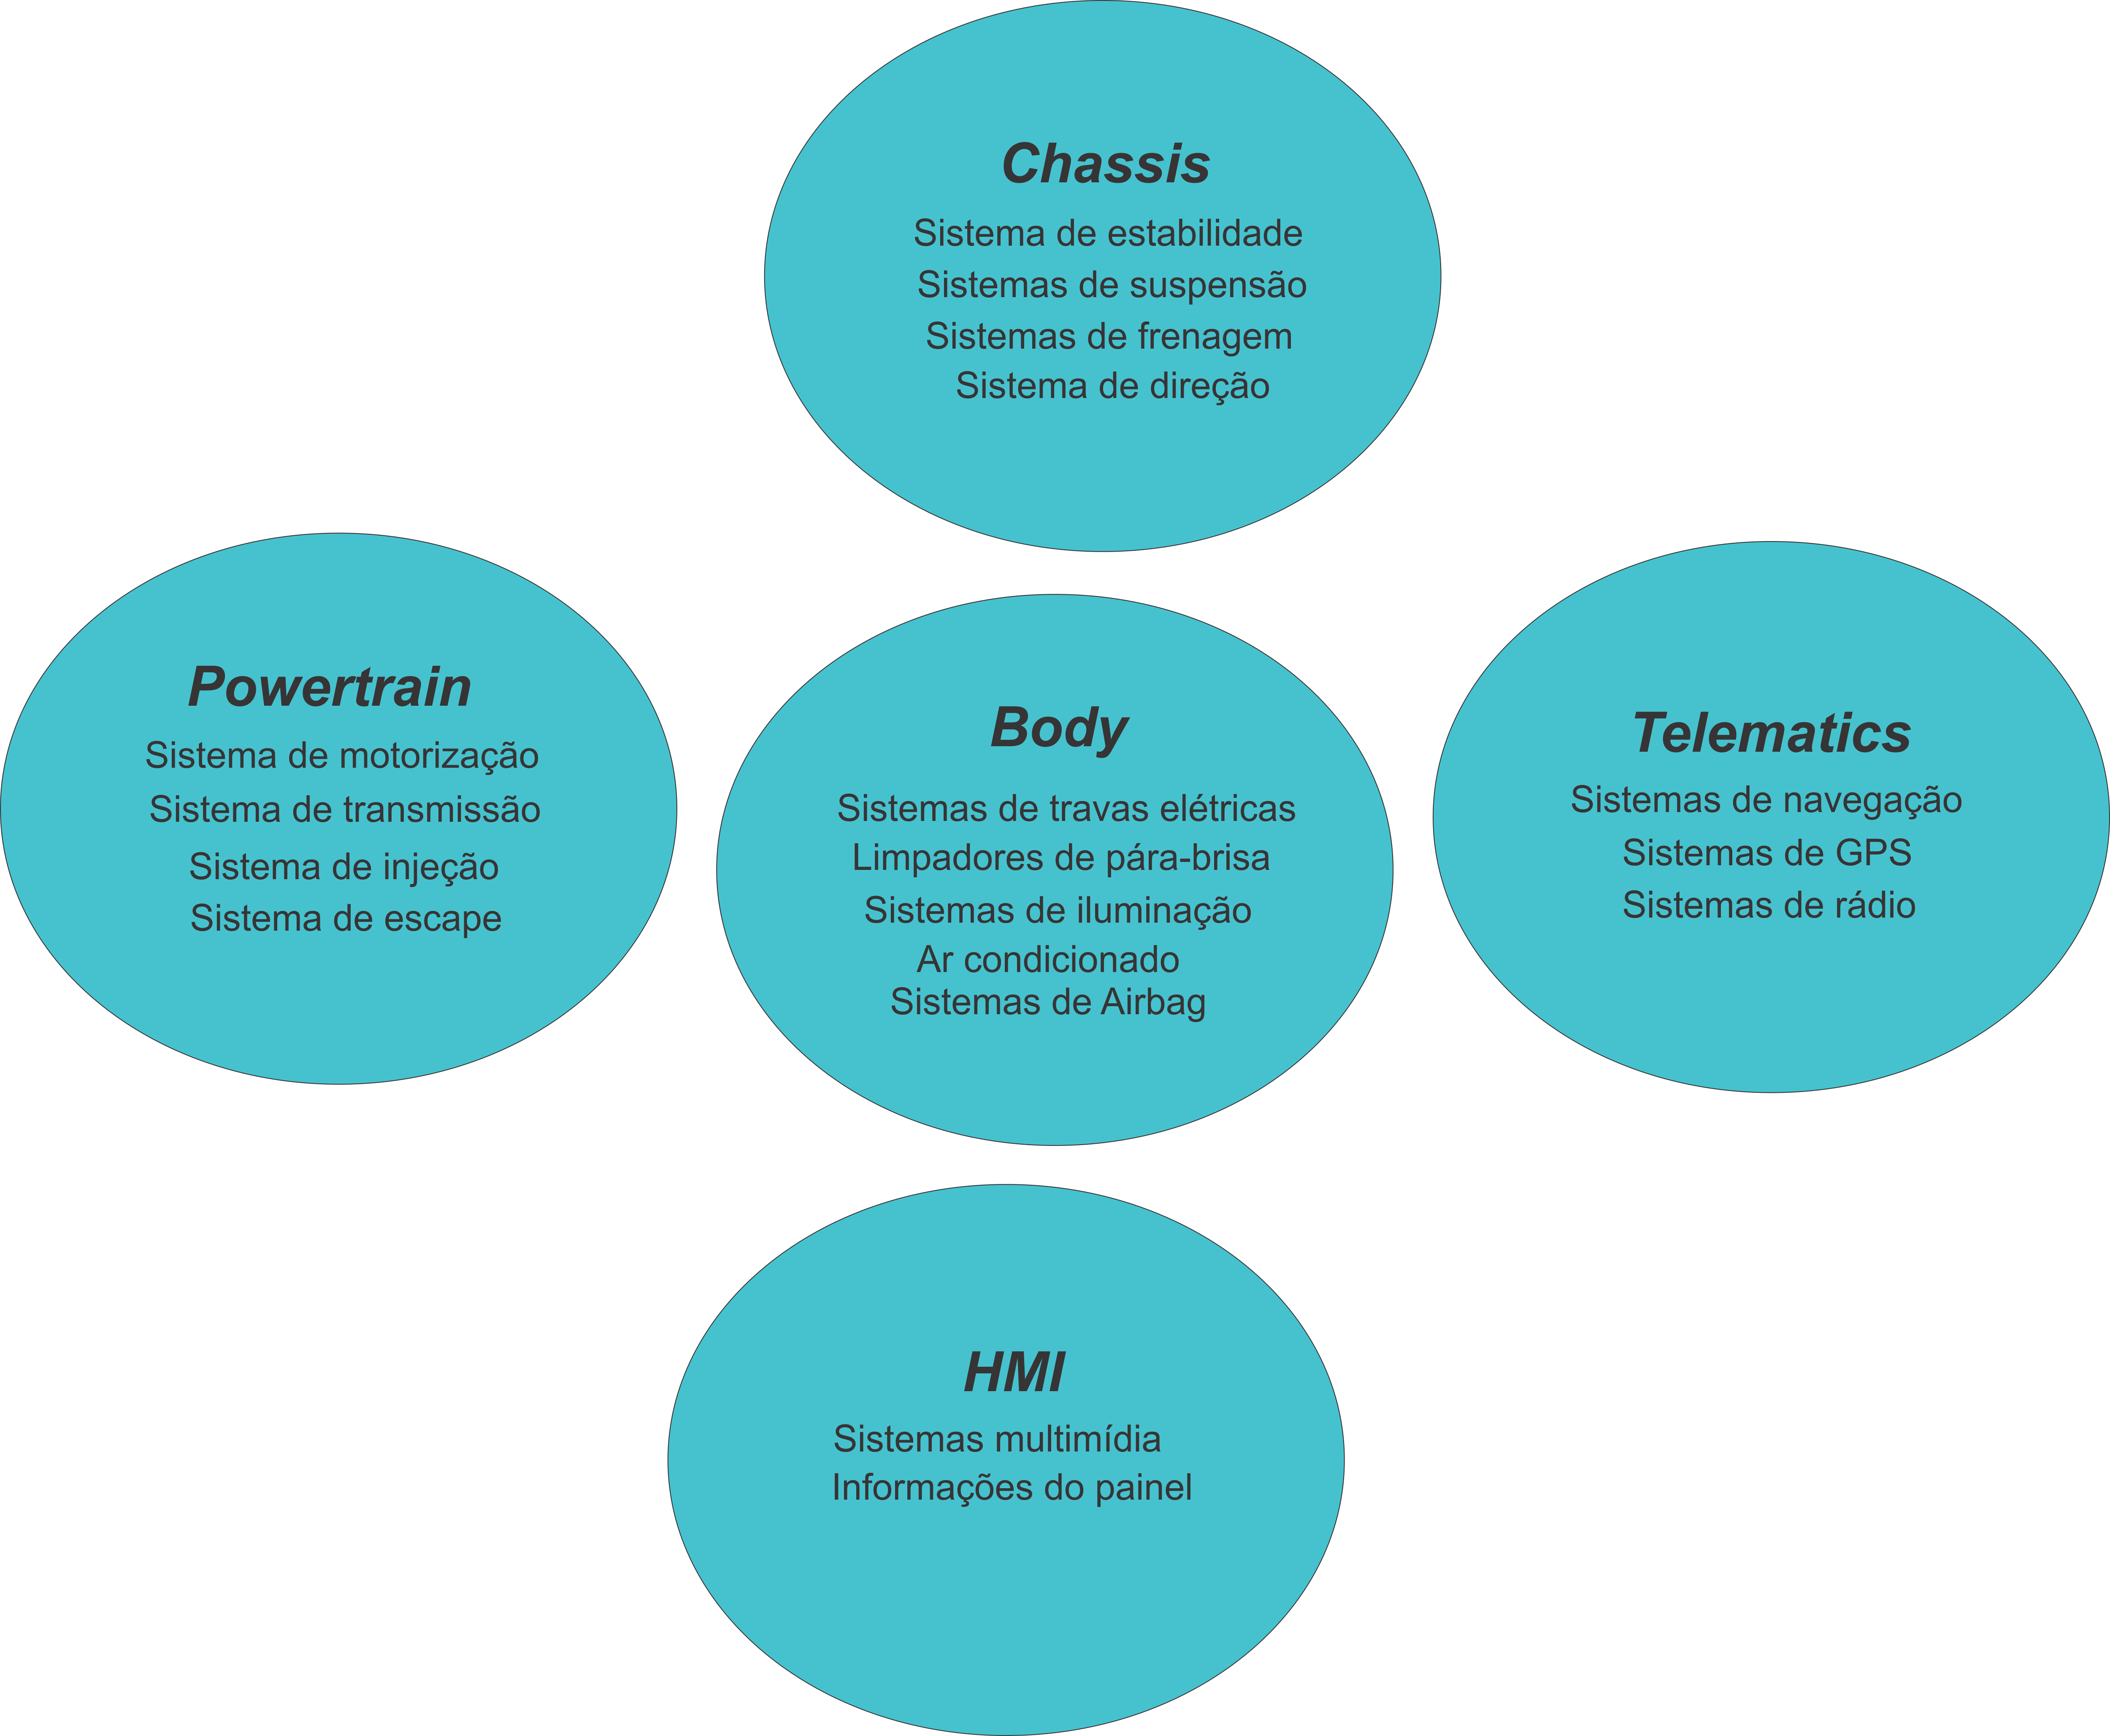 Chassis
Sistema de estabilidade
Sistemas de suspensão
Sistemas de frenagem
Sistema de direção
Powertrain
Sistema de motorização
Sistema de transmissão
Sistema de injeção
Sistema de escape
Body
Sistemas de travas elétricas
Limpadores de pára-brisa
Sistemas de iluminação
Ar condicionado
Sistemas de Airbag
Telematics
Sistemas de navegação
Sistemas de GPS
Sistemas de rádio
HMI
Sistemas multimídia
Informações do painel